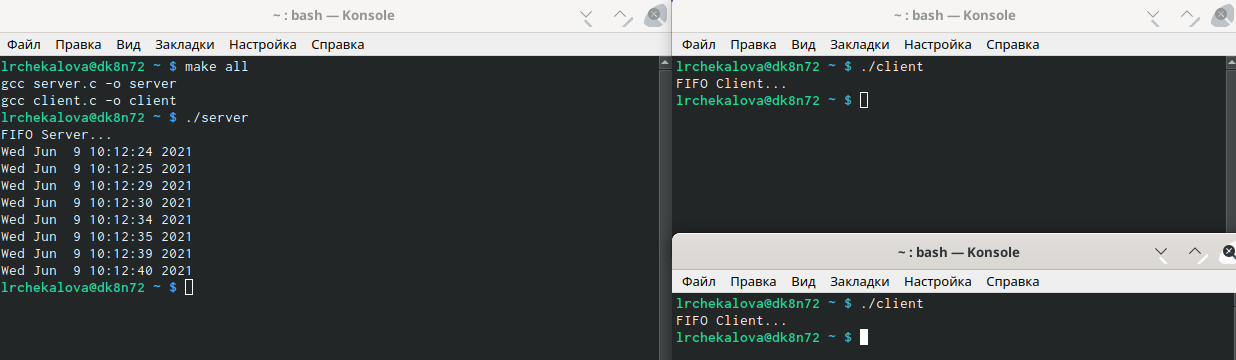 ~ : bash — Konsole
Файл Правка Вид Закладки Настройка Справка
lrchekalova@dk8n72 ~ $ make all
gcc server.c -o server
gcc client.c -o client
lrchekalova@dk8n72 ~ $ ./server
FIFO Server...
Wed Jun  9 10:12:24 2021
Wed Jun  9 10:12:25 2021
Wed Jun  9 10:12:29 2021
Wed Jun  9 10:12:30 2021
Wed Jun  9 10:12:34 2021
Wed Jun  9 10:12:35 2021
Wed Jun  9 10:12:39 2021
Wed Jun  9 10:12:40 2021
lrchekalova@dk8n72 ~ $
~ : bash — Konsole
Файл Правка Вид Закладки Настройка Справка
lrchekalova@dk8n72 ~ $ ./client
FIFO Client...
lrchekalova@dk8n72 ~ $
~ : bash — Konsole
Файл Правка Вид Закладки Настройка Справка
lrchekalova@dk8n72 ~ $ ./client
FIFO Client...
lrchekalova@dk8n72 ~ $